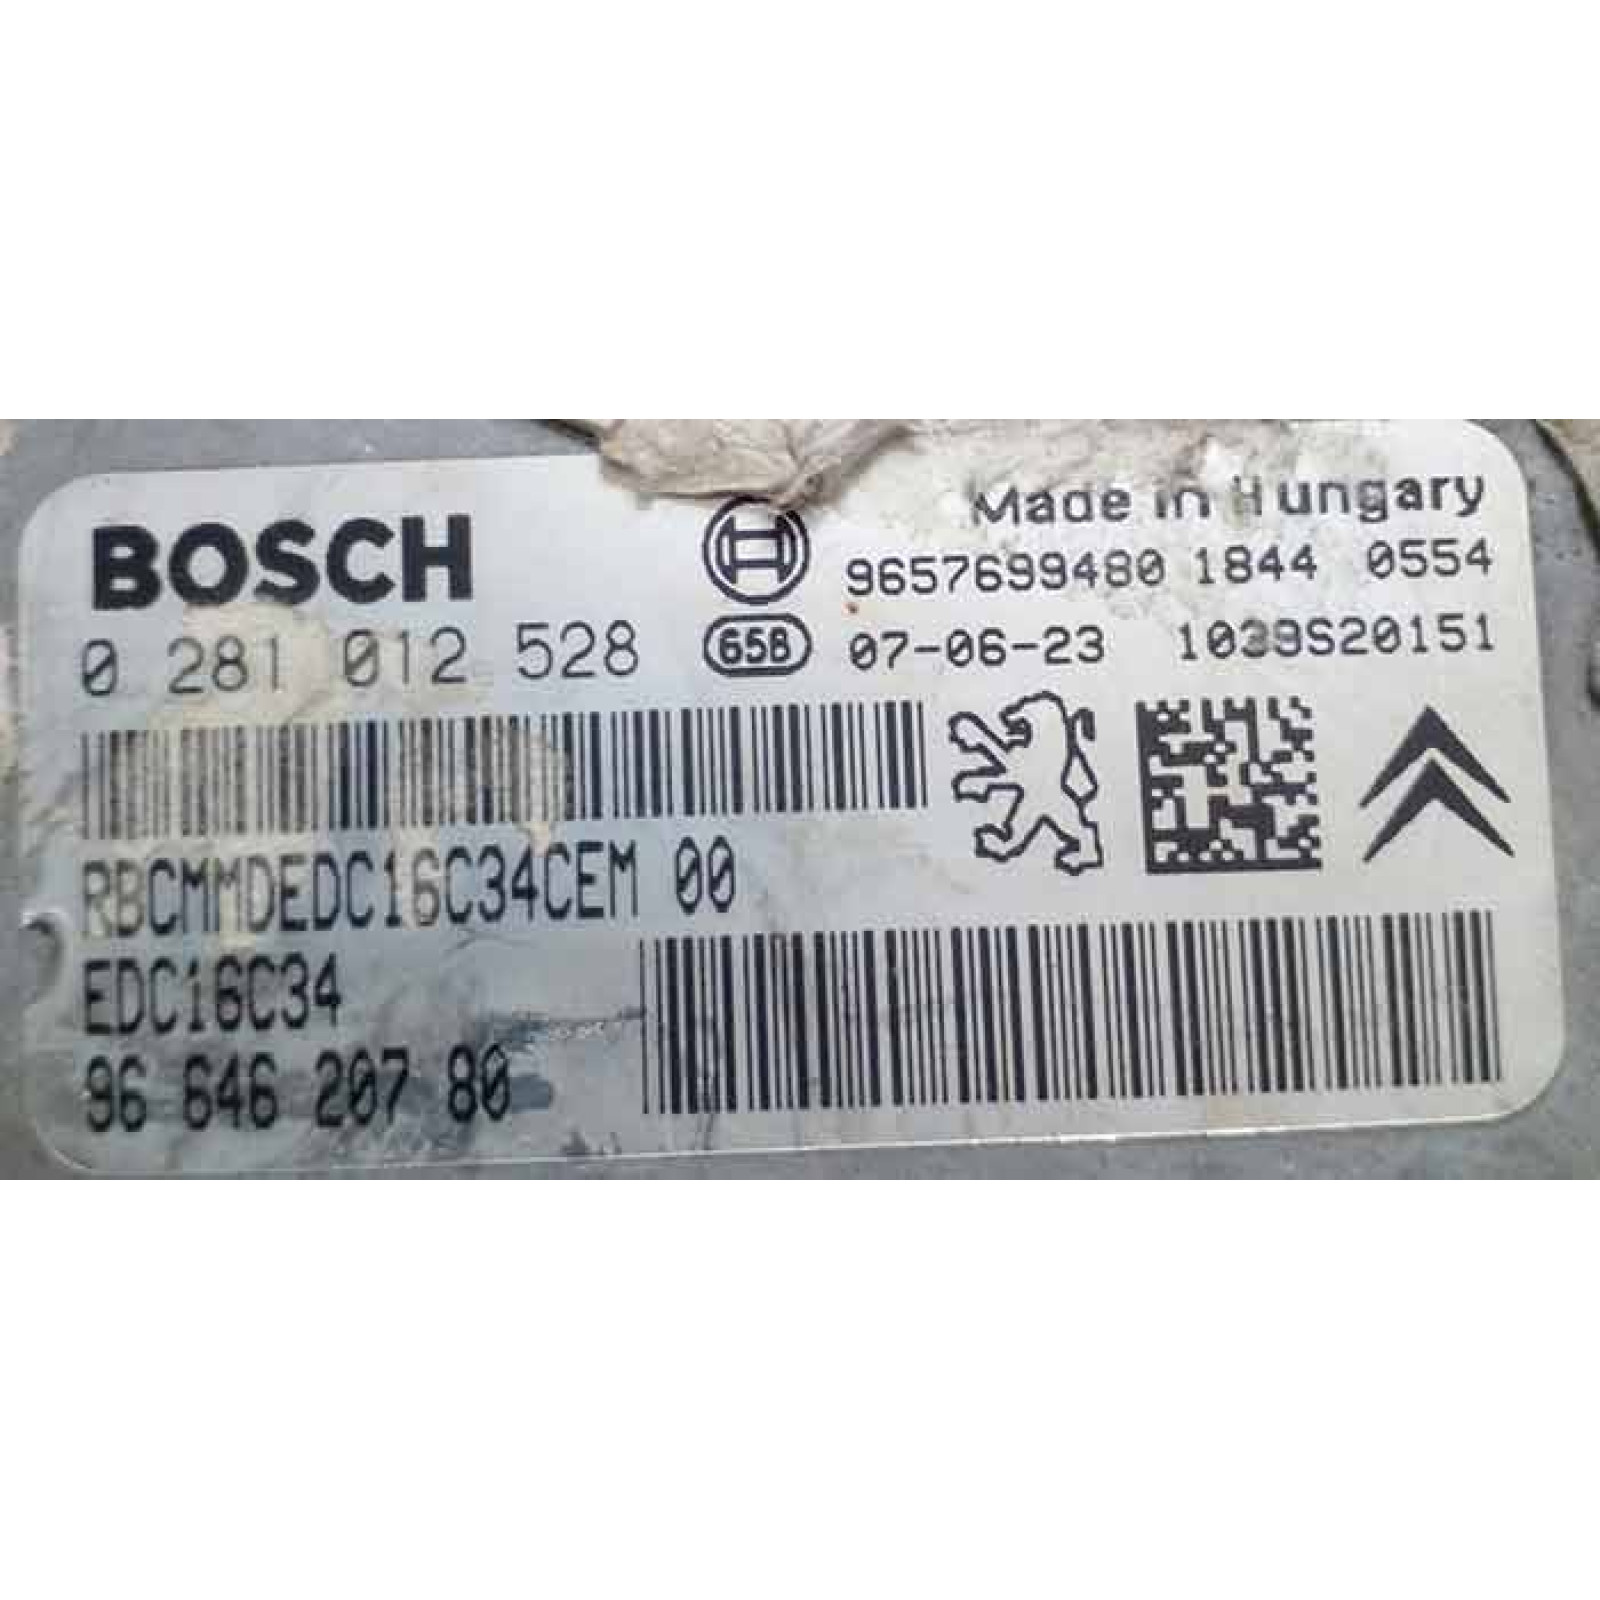 Made in Hungary
BOSCH
9657699480 1844 0554
0 281 012 528
65B
07-06-23 1039S20151
RBCMMDEDC16C34CEM 00
EDC16C34
96 646 207 80